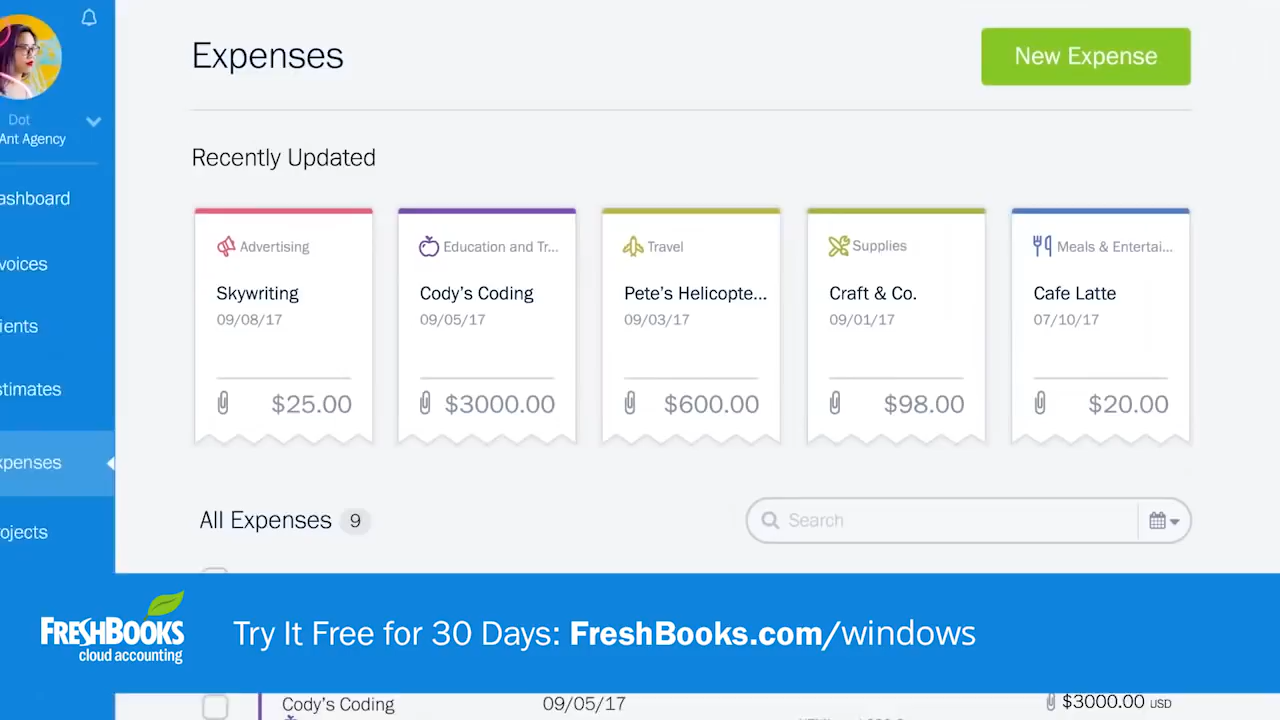 Dot
Ant Agency
ashboard
voices
ients
stimates
xpenses
ojects
Expenses
New Expense
Recently Updated
Advertising
Skywriting
09/08/17
$25.00
Education and Tr...
Cody's Coding
09/05/17
$3000.00
Travel
Pete's Helicopte...
09/03/17
$600.00
Supplies
Craft & Co.
09/01/17
$98.00
Meals & Entertai...
Cafe Latte
07/10/17
$20.00
All Expenses 9
Search
FRESHBOOKS
cloud accounting
Try It Free for 30 Days: FreshBooks.com/windows
Cody's Coding 09/05/17 $3000.00 USD